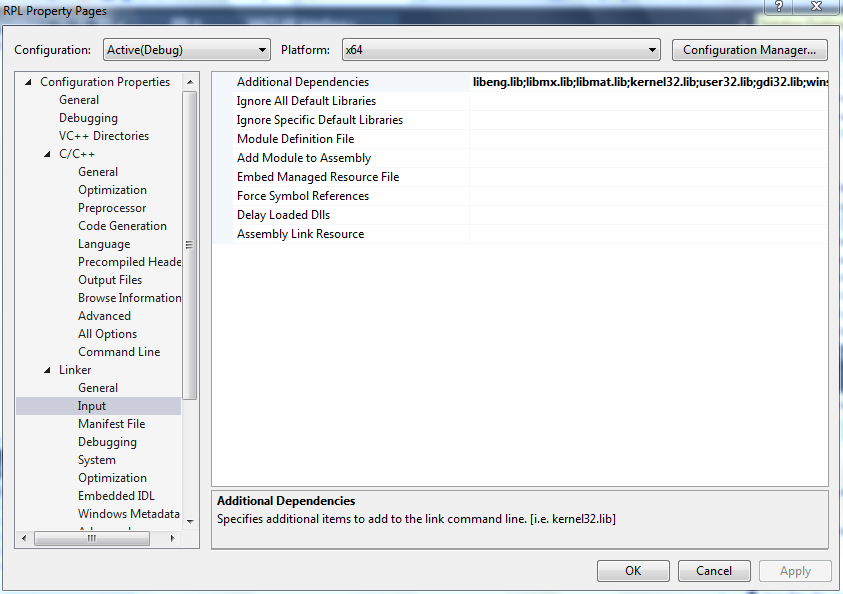 RPL Property Pages
Configuration: Active(Debug) Platform: x64 Configuration Manager...
Configuration Properties
General
Debugging
VC++ Directories
C/C++
General
Optimization
Preprocessor
Code Generation
Language
Precompiled Heade
Output Files
Browse Information
Advanced
All Options
Command Line
Linker
General
Input
Manifest File
Debugging
System
Optimization
Embedded IDL
Windows Metadata
Additional Dependencies libeng.lib;libmx.lib;libmat.lib;kernel32.lib;user32.lib;gdi32.lib;wins
Ignore All Default Libraries
Ignore Specific Default Libraries
Module Definition File
Add Module to Assembly
Embed Managed Resource File
Force Symbol References
Delay Loaded Dlls
Assembly Link Resource
Additional Dependencies
Specifies additional items to add to the link command line. [i.e. kernel32.lib]
OK Cancel Apply